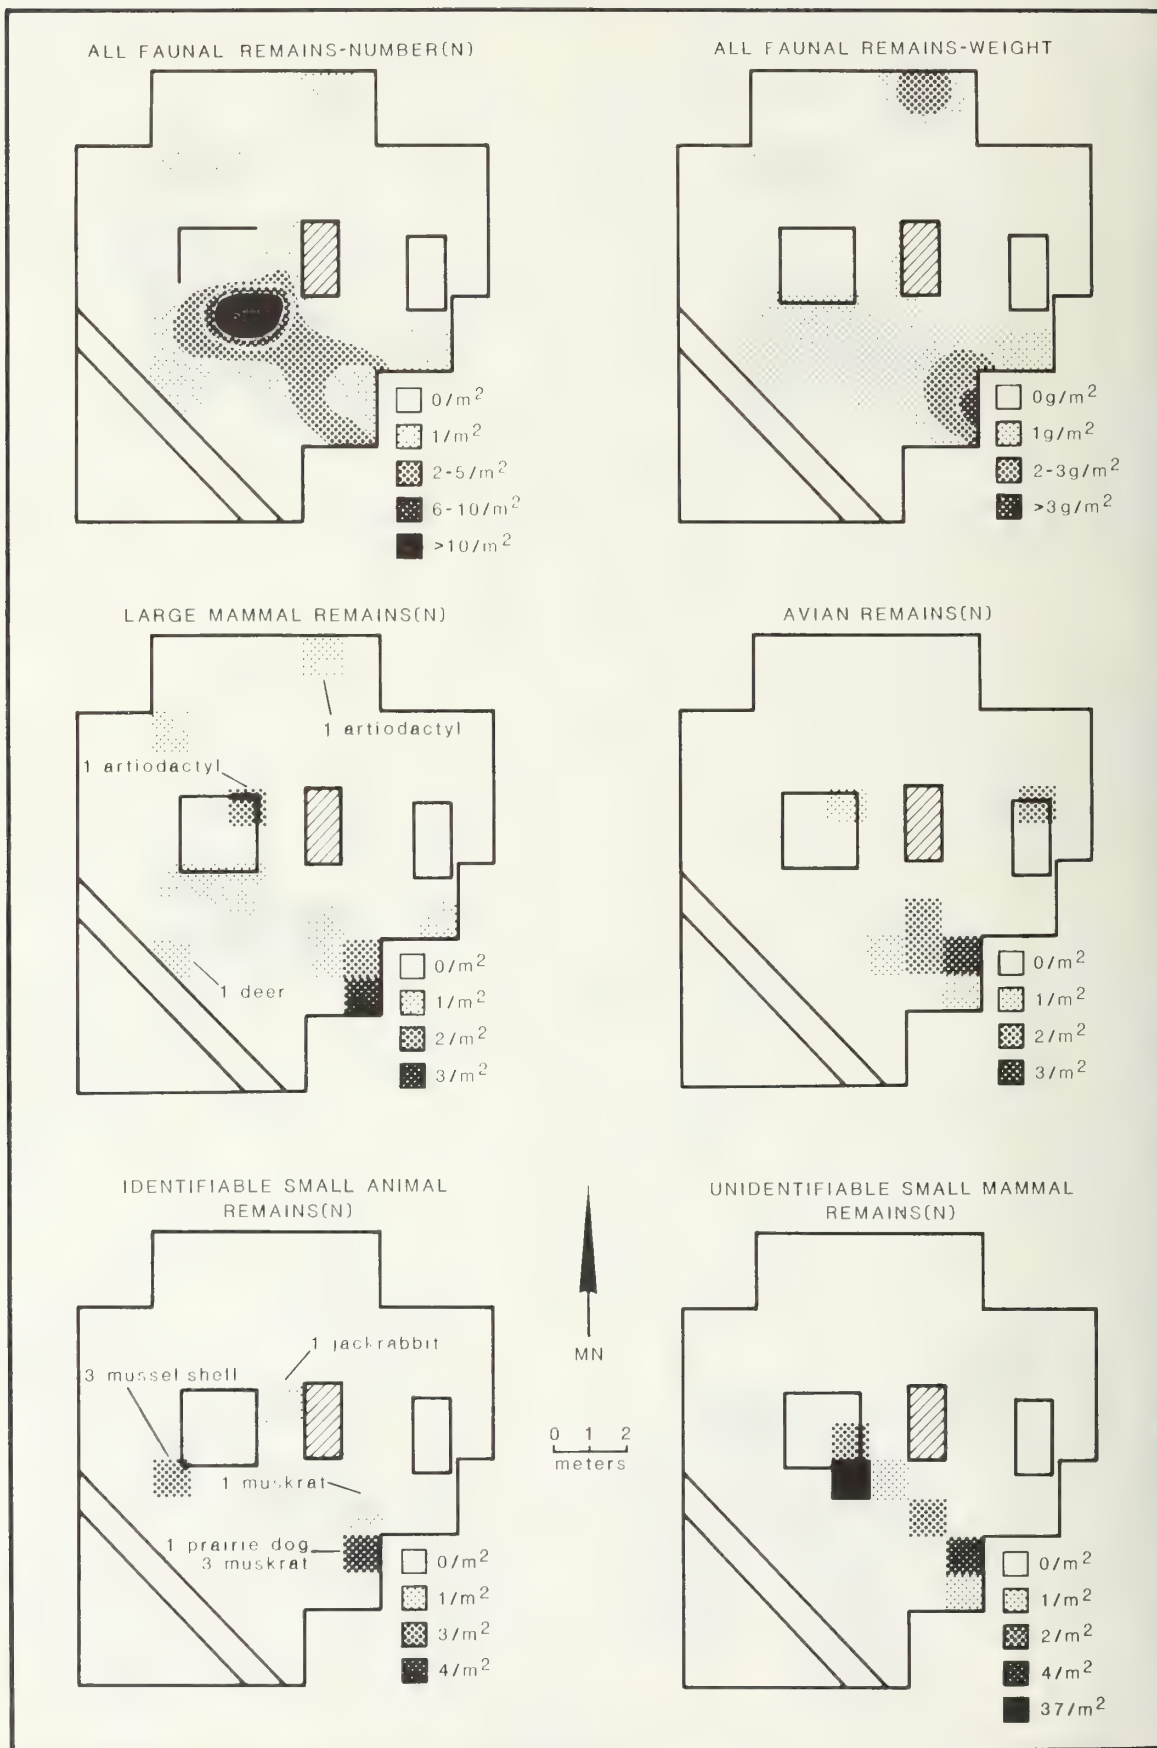 ALL FAUNAL REMAINS-NUMBER(N)
0/m²
1/m²
2-5/m²
6-10/m²
>10/m²
ALL FAUNAL REMAINS-WEIGHT
0g/m²
1g/m²
2-3g/m²
>3g/m²
LARGE MAMMAL REMAINS(N)
1 artiodactyl
1 artiodactyl
1 deer
0/m²
1/m²
2/m²
3/m²
AVIAN REMAINS(N)
0/m²
1/m²
2/m²
3/m²
IDENTIFIABLE SMALL ANIMAL
REMAINS(N)
1 jackrabbit
3 mussel shell
1 muskrat
1 prairie dog
3 muskrat
0/m²
1/m²
3/m²
4/m²
MN
0 1 2
meters
UNIDENTIFIABLE SMALL MAMMAL
REMAINS(N)
0/m²
1/m²
2/m²
4/m²
37/m²